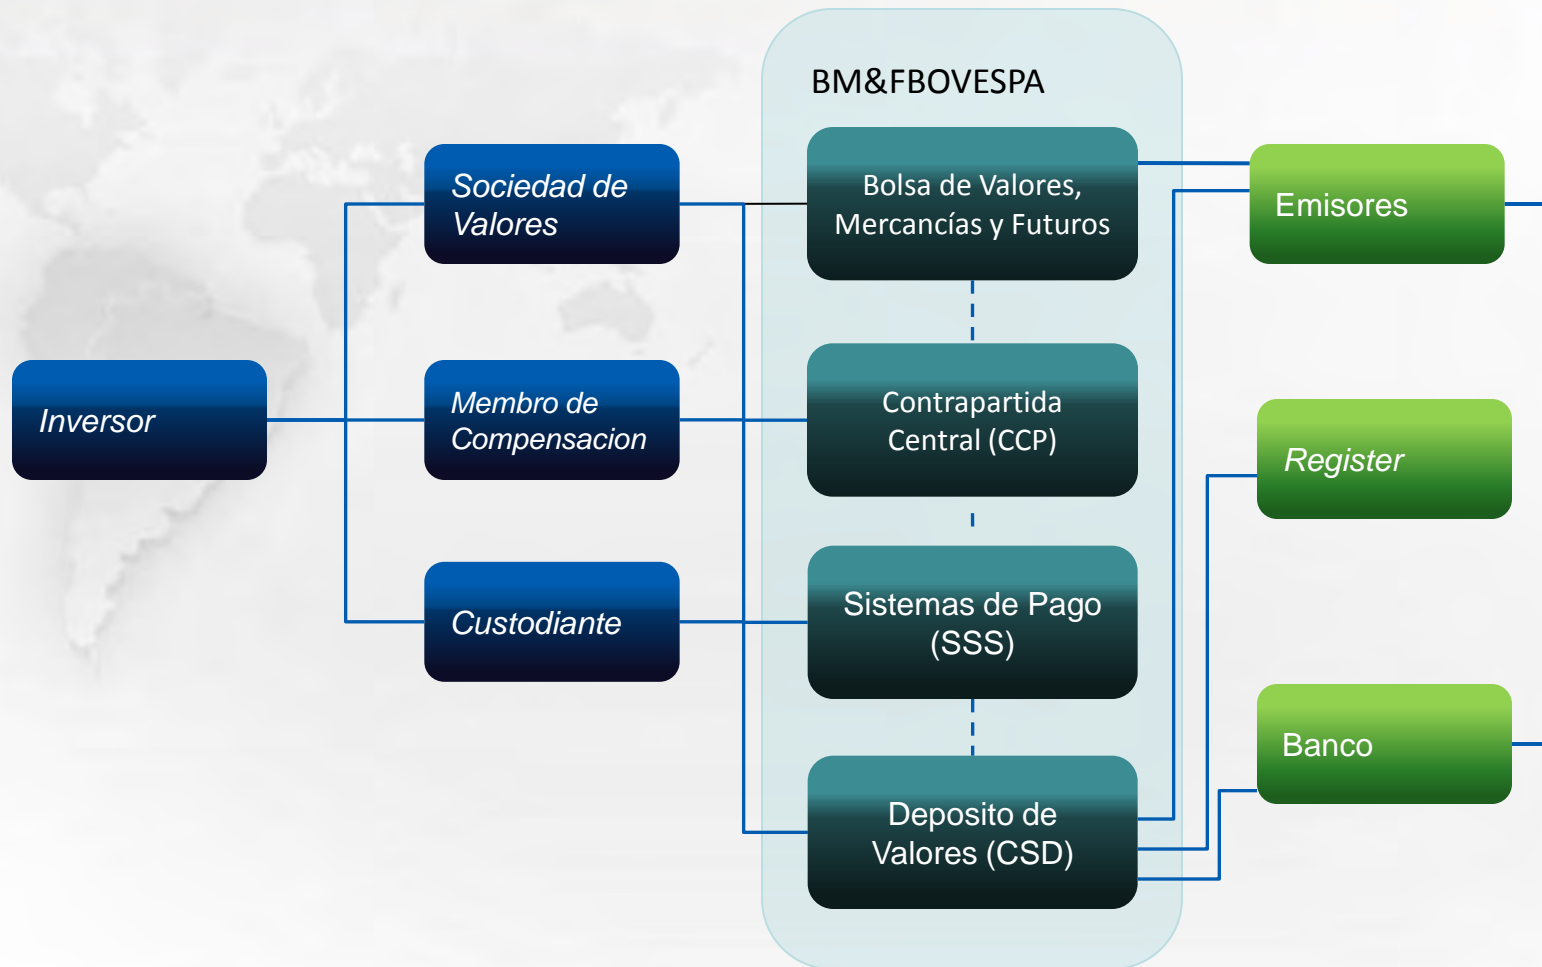 BM&FBOVESPA
Inversor
Sociedad de
Valores
Membro de
Compensacion
Custodiante
Bolsa de Valores,
Mercancías y Futuros
Contrapartida
Central (CCP)
Sistemas de Pago
(SSS)
Deposito de
Valores (CSD)
Emisores
Register
Banco